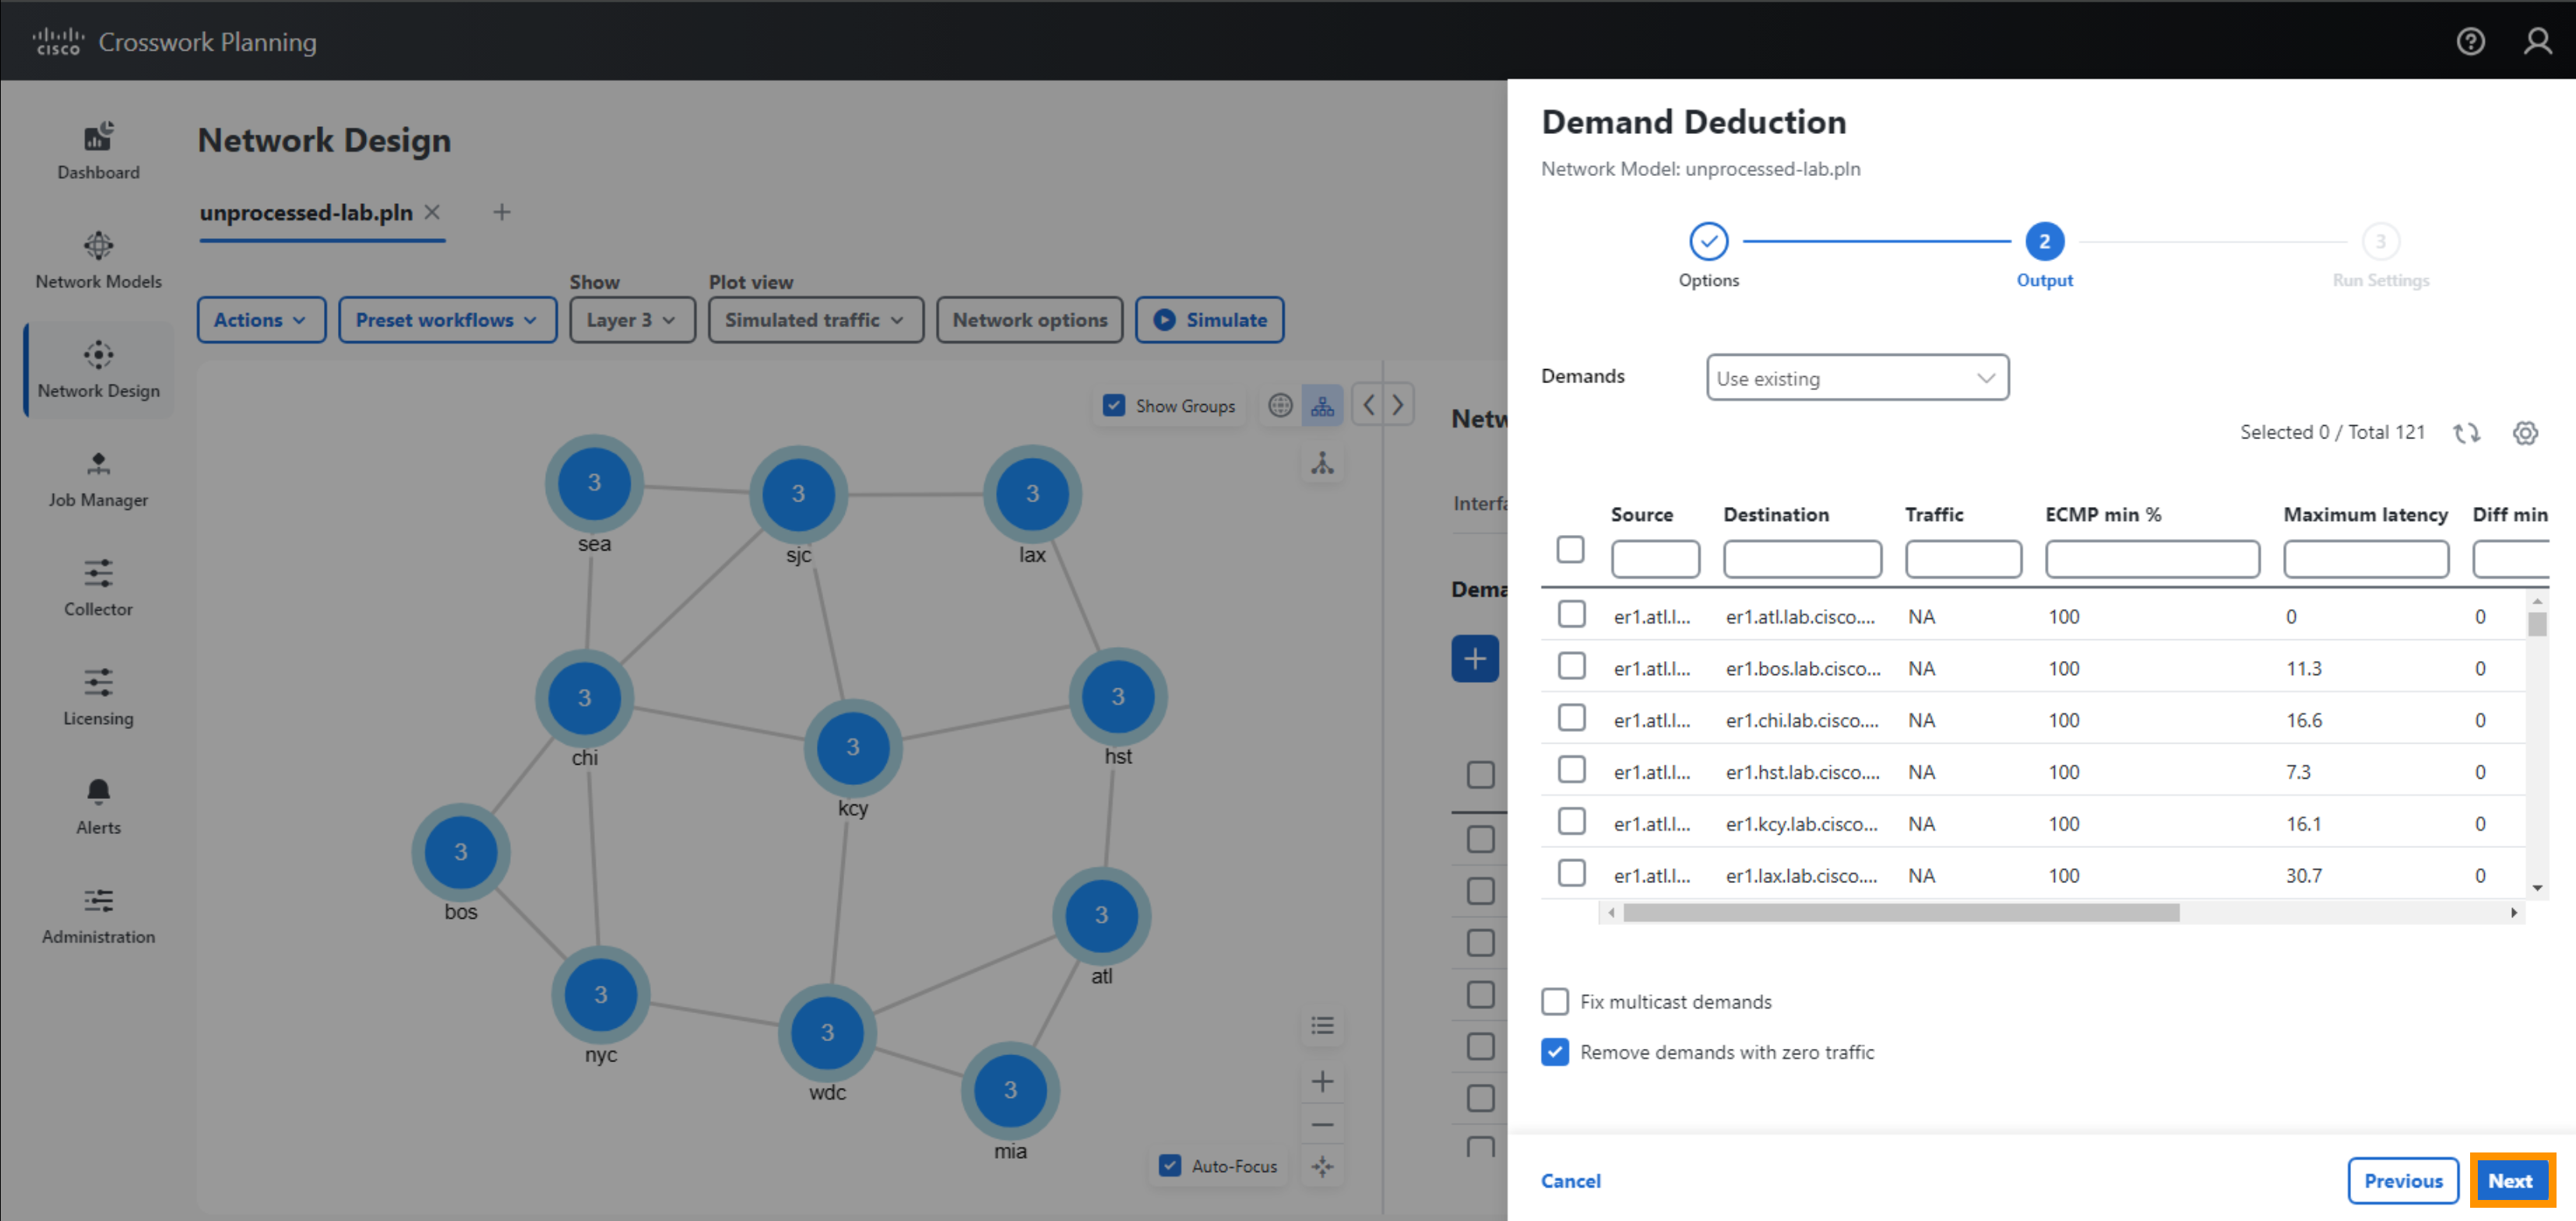 cisco Crosswork Planning
Dashboard
Network Models
Network Design
Job Manager
Collector
Licensing
Alerts
Administration
Network Design
unprocessed-lab.pln
Show
Plot view
Actions
Preset workflows
Layer 3
Simulated traffic
Network options
Simulate
Show Groups
3
sea
3
sjc
3
lax
3
chi
3
kcy
3
hst
3
bos
3
atl
3
nyc
3
wdc
3
mia
Auto-Focus
Netw
Interfa
Dema
Demand Deduction
Network Model: unprocessed-lab.pln
2
3
Options
Output
Run Settings
Demands
Use existing
Selected 0 / Total 121
Source Destination Traffic ECMP min % Maximum latency Diff min
er1.atl.l... er1.atl.lab.cisco.... NA 100 0 0
er1.atl.l... er1.bos.lab.cisco... NA 100 11.3 0
er1.atl.l... er1.chi.lab.cisco.... NA 100 16.6 0
er1.atl.l... er1.hst.lab.cisco.... NA 100 7.3 0
er1.atl.l... er1.kcy.lab.cisco... NA 100 16.1 0
er1.atl.l... er1.lax.lab.cisco.... NA 100 30.7 0
Fix multicast demands
Remove demands with zero traffic
Cancel
Previous
Next